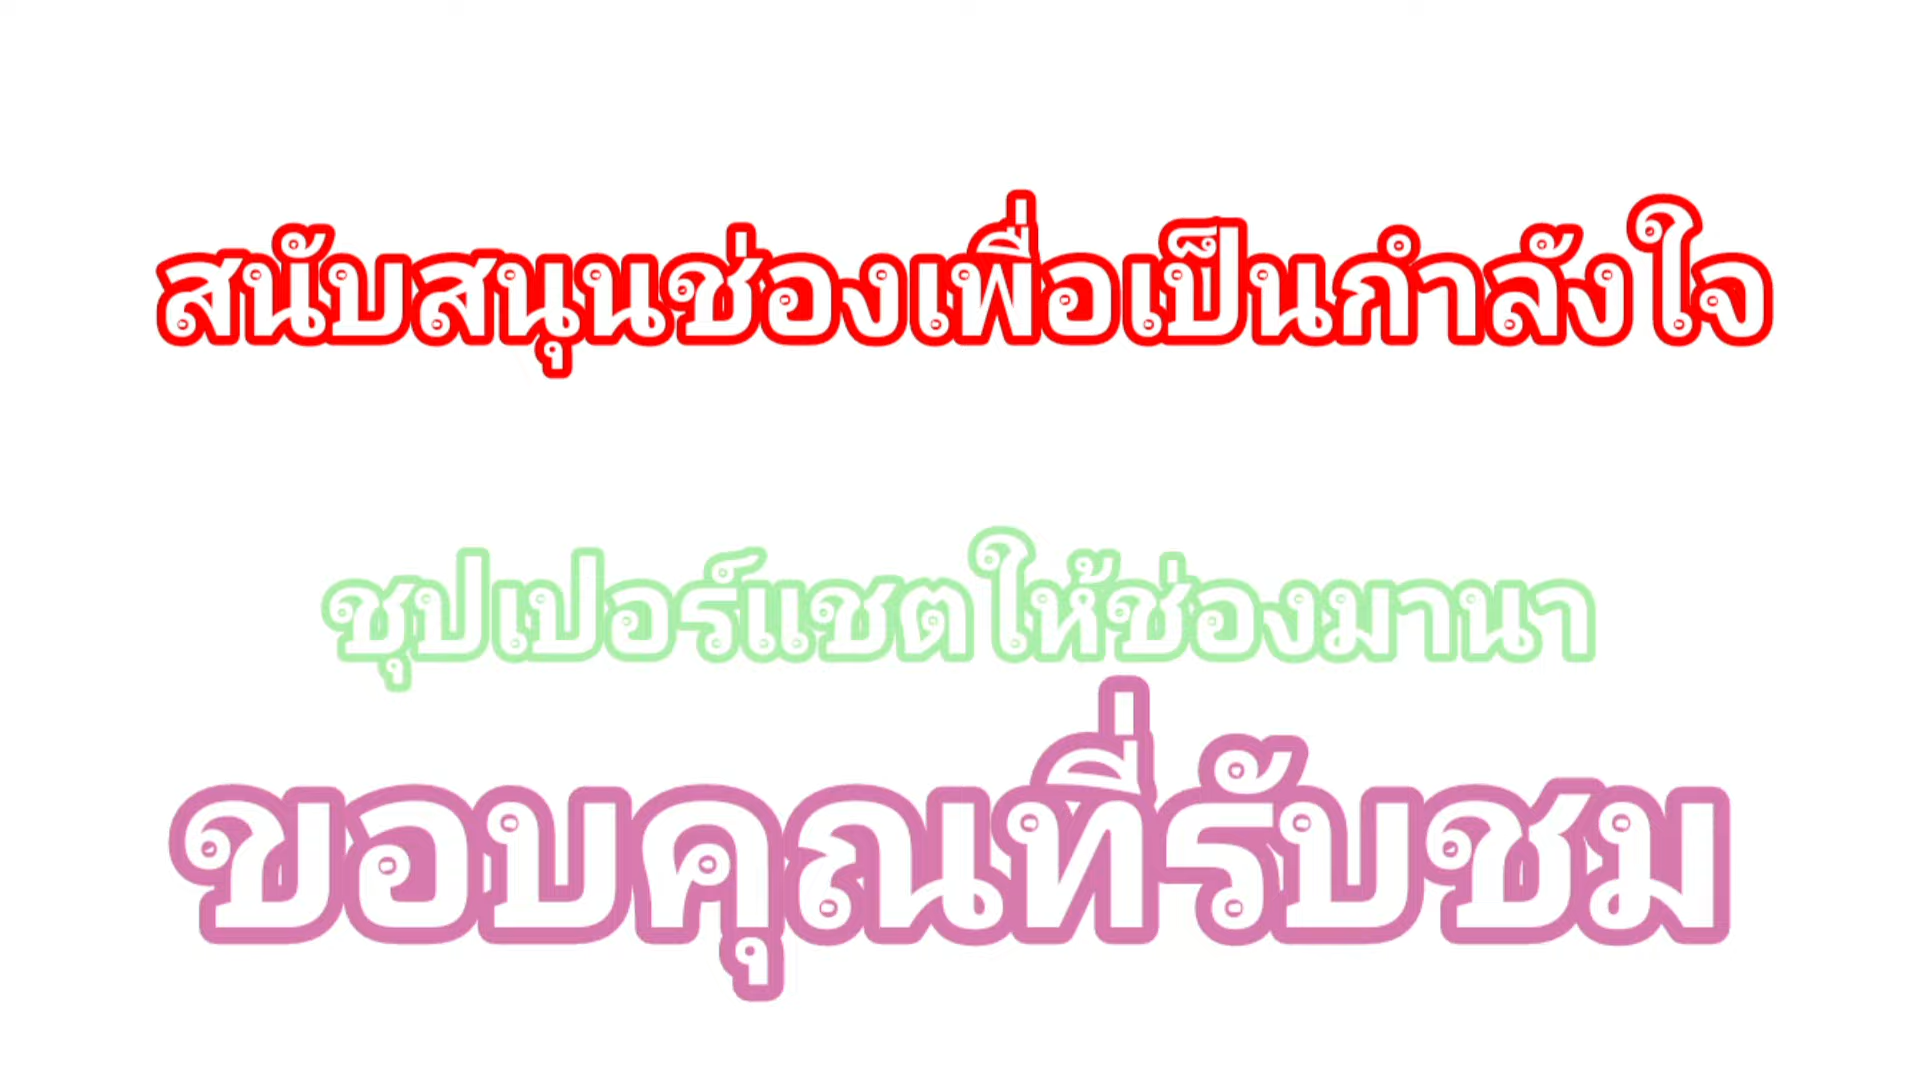 สนับสนุนช่องเพื่อเป็นกำลังใจ
ชุปเปอร์แชตให้ช่องมานา
ขอบคุณที่รับชม